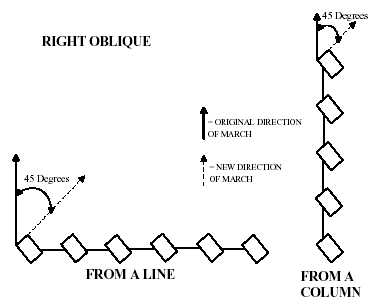 RIGHT OBLIQUE
45 Degrees
= ORIGINAL DIRECTION
OF MARCH
= NEW DIRECTION
OF MARCH
45 Degrees
FROM A LINE
FROM A
COLUMN